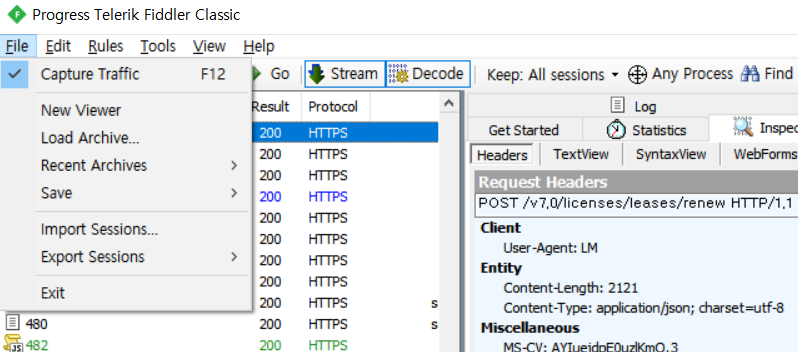 Progress Telerik Fiddler Classic
File Edit Rules Tools View Help
Capture Traffic F12
New Viewer
Load Archive...
Recent Archives
Save
Import Sessions...
Export Sessions
Exit
Go Stream Decode Keep: All sessions Any Process Find
Result Protocol
200 HTTPS
200 HTTPS
200 HTTPS
200 HTTPS
200 HTTPS
200 HTTPS
200 HTTPS
200 HTTPS
200 HTTPS s
480 200 HTTPS s
482 200 HTTPS
Log
Get Started Statistics Inspec
Headers TextView SyntaxView WebForms
Request Headers
POST /v7.0/licenses/leases/renew HTTP/1.1
Client
User-Agent: LM
Entity
Content-Length: 2121
Content-Type: application/json; charset=utf-8
Miscellaneous